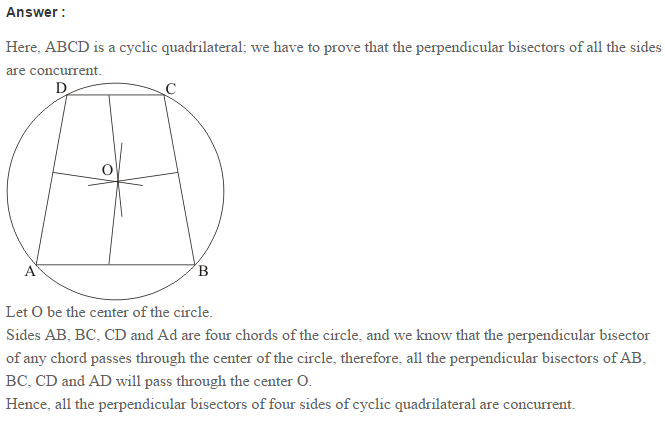 Answer :
Here, ABCD is a cyclic quadrilateral; we have to prove that the perpendicular bisectors of all the sides
are concurrent.
D C
O
A B
Let O be the center of the circle.
Sides AB, BC, CD and Ad are four chords of the circle, and we know that the perpendicular bisector
of any chord passes through the center of the circle, therefore, all the perpendicular bisectors of AB,
BC, CD and AD will pass through the center O.
Hence, all the perpendicular bisectors of four sides of cyclic quadrilateral are concurrent.